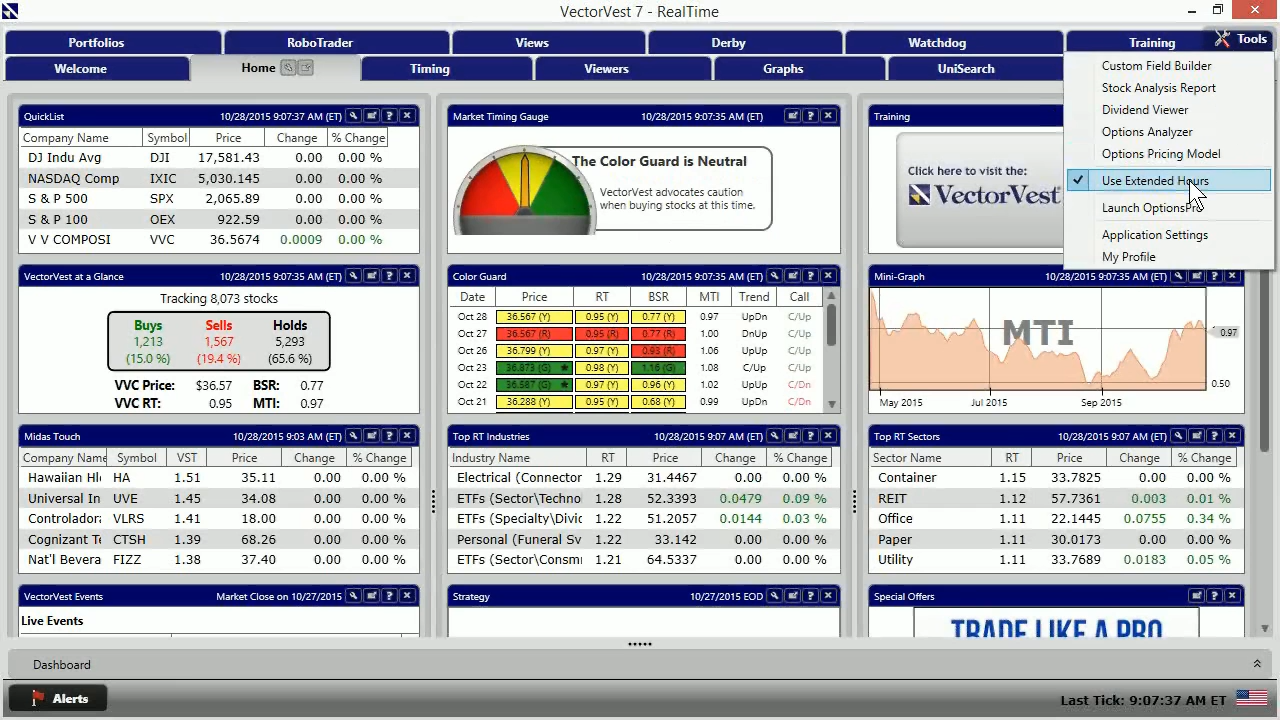 VectorVest 7 - RealTime
Portfolios RoboTrader Views Derby Watchdog Training Tools
Welcome Home Timing Viewers Graphs UniSearch
Custom Field Builder
Stock Analysis Report
Dividend Viewer
Options Analyzer
Options Pricing Model
Use Extended Hours
Launch OptionsPro
Application Settings
My Profile
QuickList 10/28/2015 9:07:37 AM (ET)
Company Name Symbol Price Change % Change
DJ Indu Avg DJI 17,581.43 0.00 0.00 %
NASDAQ Comp IXIC 5,030.145 0.00 0.00 %
S & P 500 SPX 2,065.89 0.00 0.00 %
S & P 100 OEX 922.59 0.00 0.00 %
V V COMPOSI VVC 36.5674 0.0009 0.00 %
Market Timing Gauge 10/28/2015 9:07:35 AM (ET)
The Color Guard is Neutral
VectorVest advocates caution
when buying stocks at this time.
Training
Click here to visit the:
VectorVest
VectorVest at a Glance 10/28/2015 9:07:35 AM (ET)
Tracking 8,073 stocks
Buys Sells Holds
1,213 1,567 5,293
(15.0 %) (19.4 %) (65.6 %)
VVC Price: $36.57 BSR: 0.77
VVC RT: 0.95 MTI: 0.97
Color Guard 10/28/2015 9:07:35 AM (ET)
Date Price RT BSR MTI Trend Call
Oct 28 36.567 (Y) 0.95 (Y) 0.77 (Y) 0.97 UpDn C/Up
Oct 27 36.567 (R) 0.95 (R) 0.77 (R) 1.00 DnUp C/Up
Oct 26 36.799 (Y) 0.97 (Y) 0.93 (R) 1.06 UpUp C/Up
Oct 23 36.873 (G) ★ 0.98 (Y) 1.16 (G) 1.08 C/Up C/Up
Oct 22 36.587 (G) ★ 0.97 (Y) 0.96 (Y) 1.02 UpUp C/Dn
Oct 21 36.288 (Y) 0.95 (Y) 0.68 (Y) 0.99 UpUp C/Dn
Mini-Graph 10/28/2015 9:07:35 AM (ET)
MTI
0.97
0.50
May 2015 Jul 2015 Sep 2015
Midas Touch 10/28/2015 9:03 AM (ET)
Company Name Symbol VST Price Change % Change
Hawaiian Hl HA 1.51 35.11 0.00 0.00 %
Universal In UVE 1.45 34.08 0.00 0.00 %
Controladora VLRS 1.41 18.00 0.00 0.00 %
Cognizant Te CTSH 1.39 68.26 0.00 0.00 %
Nat'l Bevera FIZZ 1.38 37.40 0.00 0.00 %
Top RT Industries 10/28/2015 9:07 AM (ET)
Industry Name RT Price Change % Change
Electrical (Connector 1.29 31.4467 0.00 0.00 %
ETFs (Sector\Techno 1.28 52.3393 0.0479 0.09 %
ETFs (Specialty\Divic 1.22 51.2057 0.0144 0.03 %
Personal (Funeral Sv 1.22 33.142 0.00 0.00 %
ETFs (Sector\Consm 1.21 64.5337 0.00 0.00 %
Top RT Sectors 10/28/2015 9:07 AM (ET)
Sector Name RT Price Change % Change
Container 1.15 33.7825 0.00 0.00 %
REIT 1.12 57.7361 0.003 0.01 %
Office 1.11 22.1445 0.0755 0.34 %
Paper 1.11 30.0173 0.00 0.00 %
Utility 1.11 33.7689 0.0183 0.05 %
VectorVest Events Market Close on 10/27/2015
Live Events
Strategy 10/27/2015 EOD
Special Offers
TRADE LIKE A PRO
Dashboard
Alerts
Last Tick: 9:07:37 AM ET